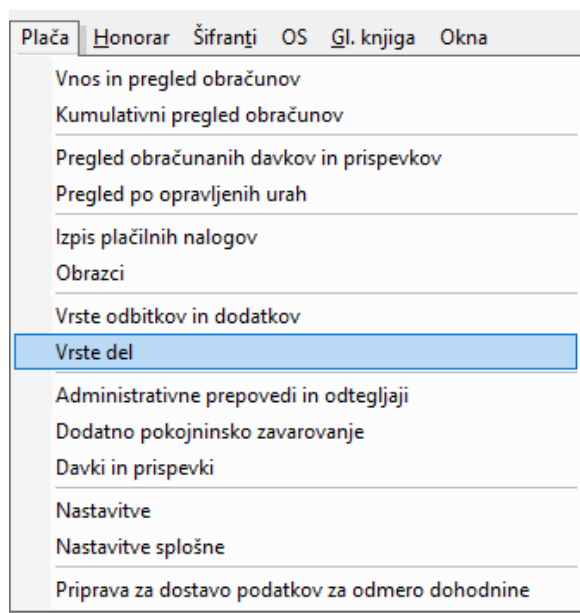 Plača Honorar Šifranti OS Gl. knjiga Okna
Vnos in pregled obračunov
Kumulativni pregled obračunov
Pregled obračunanih davkov in prispevkov
Pregled po opravljenih urah
Izpis plačilnih nalogov
Obrazci
Vrste odbitkov in dodatkov
Vrste del
Administrativne prepovedi in odtegljaji
Dodatno pokojninsko zavarovanje
Davki in prispevki
Nastavitve
Nastavitve splošne
Priprava za dostavo podatkov za odmero dohodnine